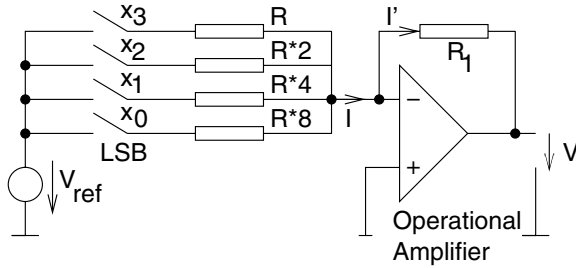 x3 R I'
x2 R*2
R1
x1 R*4
x0 R*8 I −
LSB V
Vref +
Operational
Amplifier